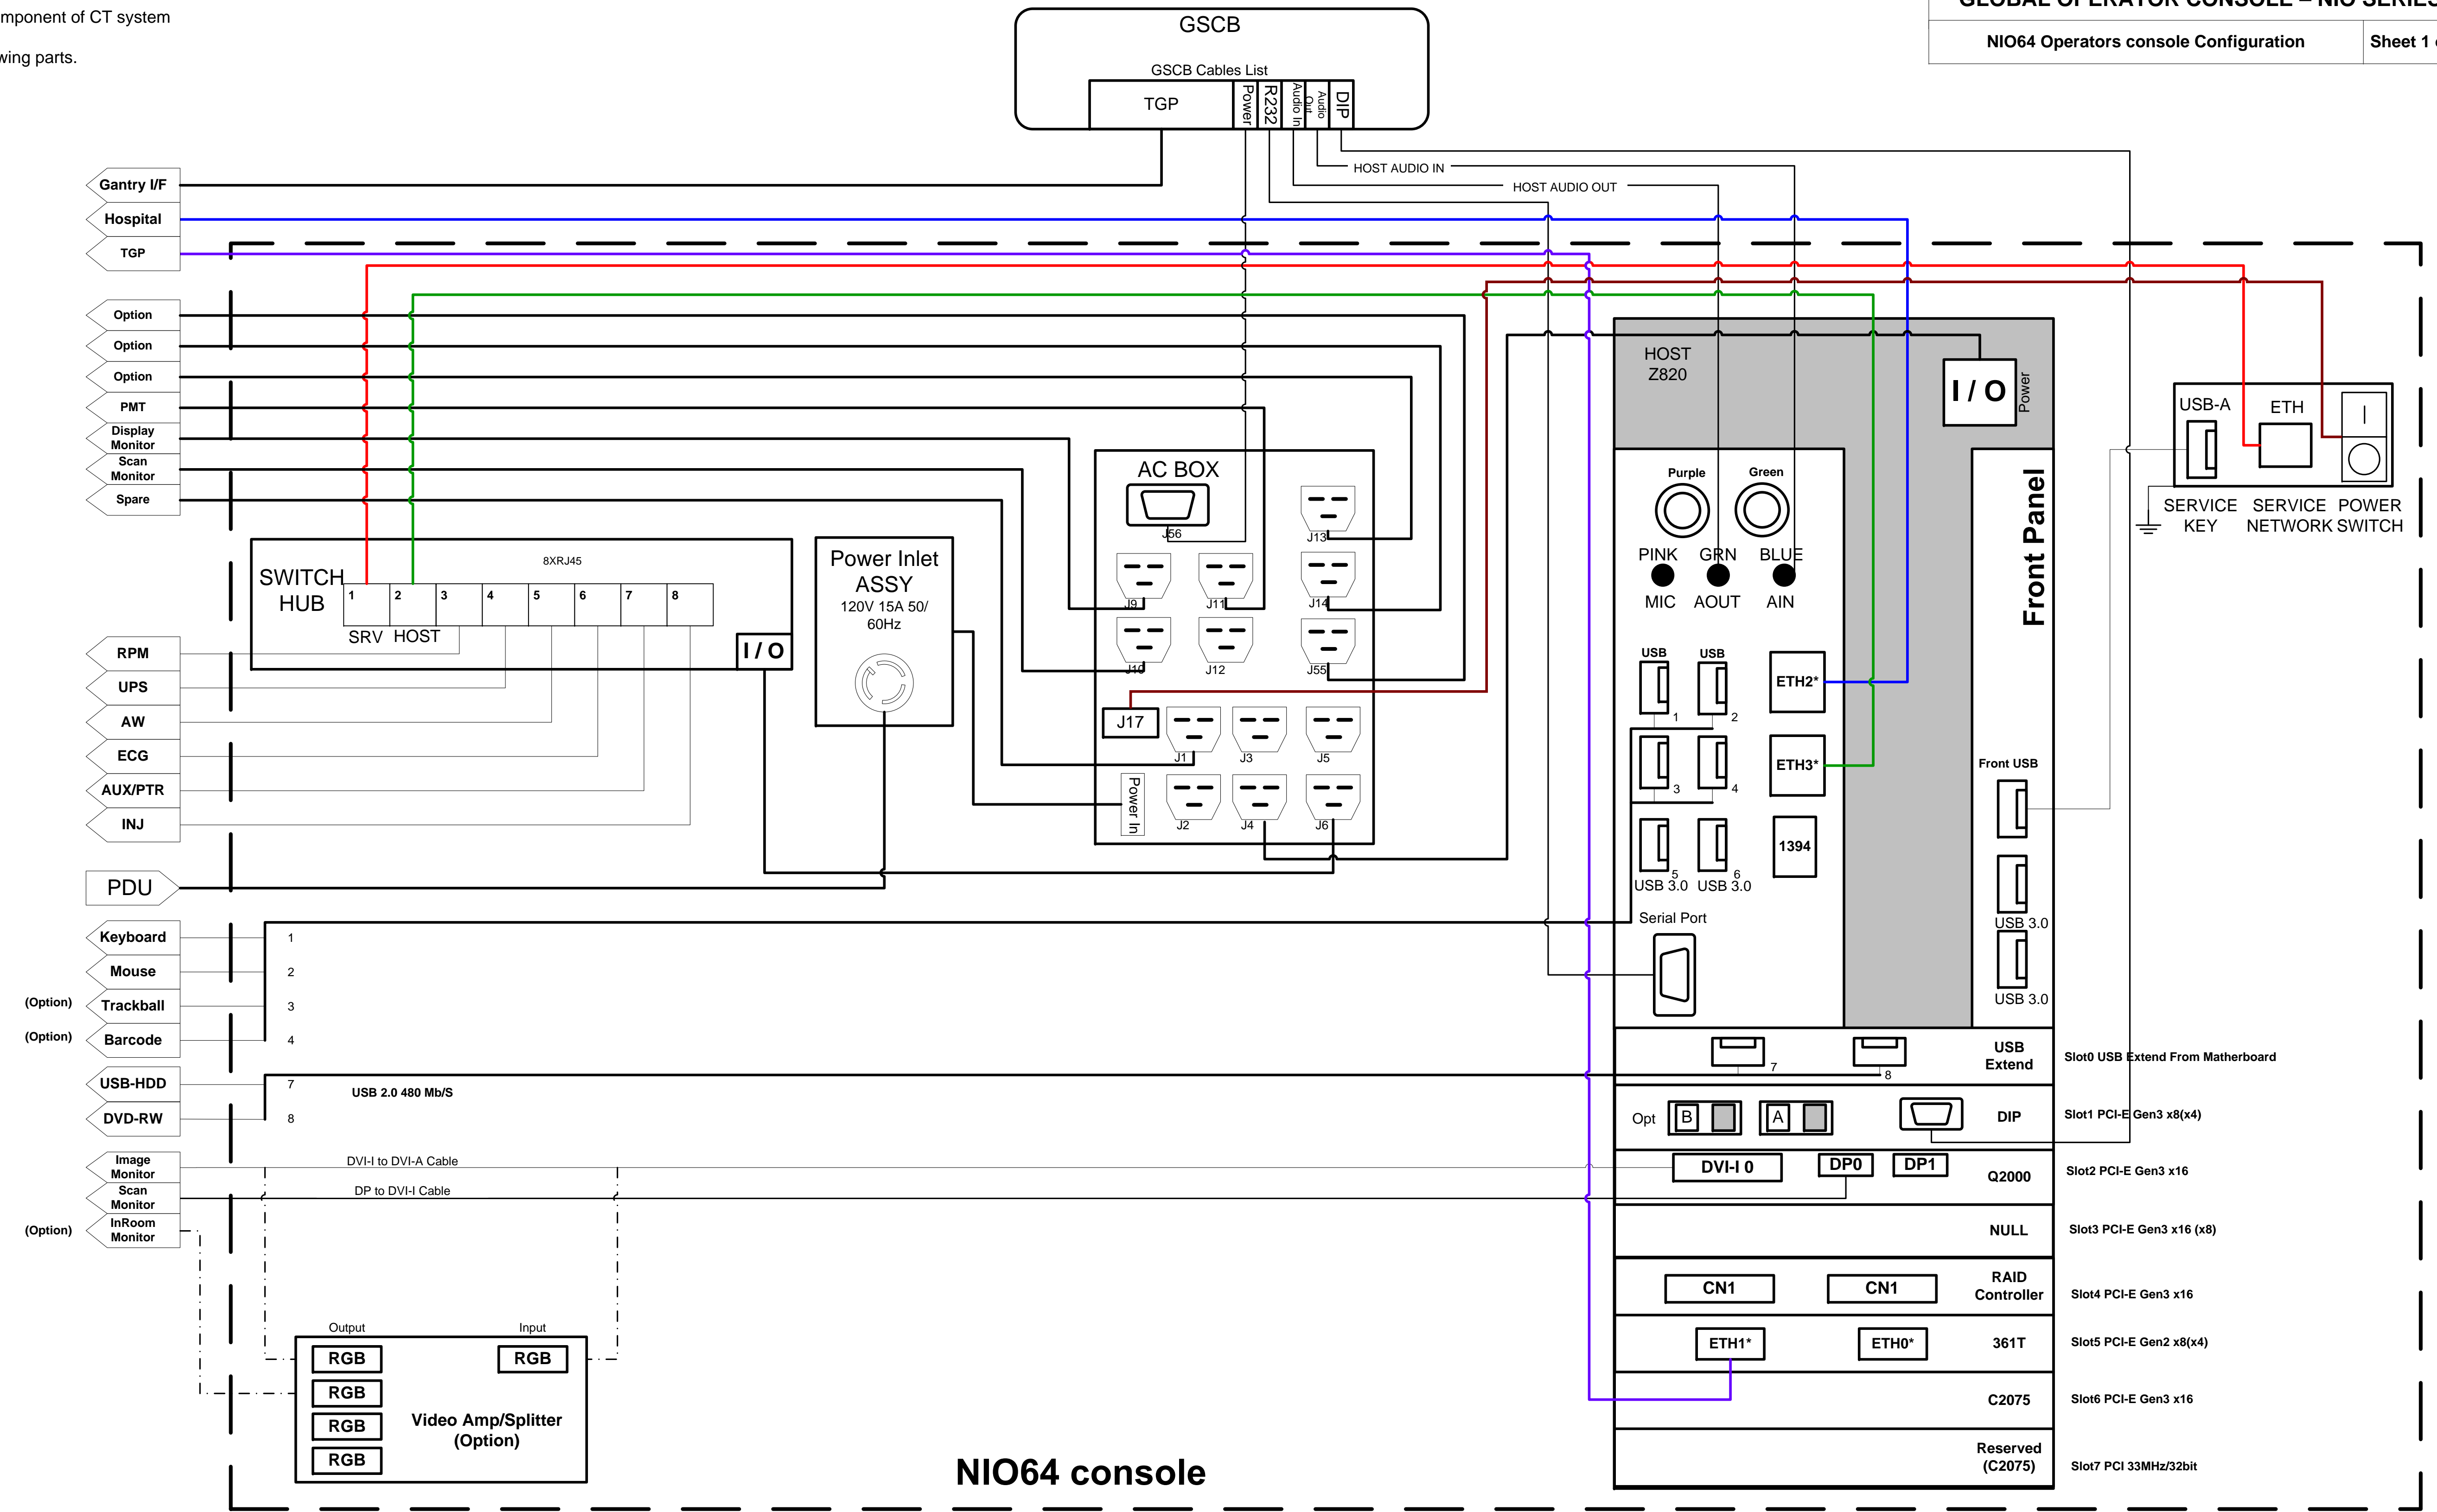 mponent of CT system
wing parts.
GLOBAL OPERATOR CONSOLE – NIO SERIES
NIO64 Operators console Configuration
Sheet 1
GSCB
GSCB Cables List
TGP
Power
R232
Audio In
Audio Out
DIP
HOST AUDIO IN
HOST AUDIO OUT
Gantry I/F
Hospital
TGP
Option
Option
Option
PMT
Display
Monitor
Scan
Monitor
Spare
SWITCH
HUB
8XRJ45
1 2 3 4 5 6 7 8
SRV HOST
I / O
Power Inlet
ASSY
120V 15A 50/
60Hz
AC BOX
J56
J13
J9
J11
J14
J10
J12
J55
J17
J1
J3
J5
Power In
J2
J4
J6
HOST
Z820
I / O
Power
Purple
Green
PINK GRN BLUE
MIC AOUT AIN
Front Panel
USB USB
1 2
ETH2*
3 4
ETH3*
5 6
USB 3.0 USB 3.0
1394
Serial Port
Front USB
USB 3.0
USB 3.0
USB-A
ETH
I
SERVICE
KEY
SERVICE
NETWORK
POWER
SWITCH
RPM
UPS
AW
ECG
AUX/PTR
INJ
PDU
Keyboard 1
Mouse 2
(Option) Trackball 3
(Option) Barcode 4
USB-HDD 7
USB 2.0 480 Mb/S
DVD-RW 8
Image
Monitor
DVI-I to DVI-A Cable
Scan
Monitor
DP to DVI-I Cable
(Option)
InRoom
Monitor
7 8
USB
Extend
Slot0 USB Extend From Matherboard
Opt B A
DIP
Slot1 PCI-E Gen3 x8(x4)
DVI-I 0 DP0 DP1
Q2000
Slot2 PCI-E Gen3 x16
NULL
Slot3 PCI-E Gen3 x16 (x8)
CN1 CN1
RAID
Controller
Slot4 PCI-E Gen3 x16
ETH1* ETH0*
361T
Slot5 PCI-E Gen2 x8(x4)
C2075
Slot6 PCI-E Gen3 x16
Reserved
(C2075)
Slot7 PCI 33MHz/32bit
Output Input
RGB RGB
RGB
RGB
RGB
Video Amp/Splitter
(Option)
NIO64 console